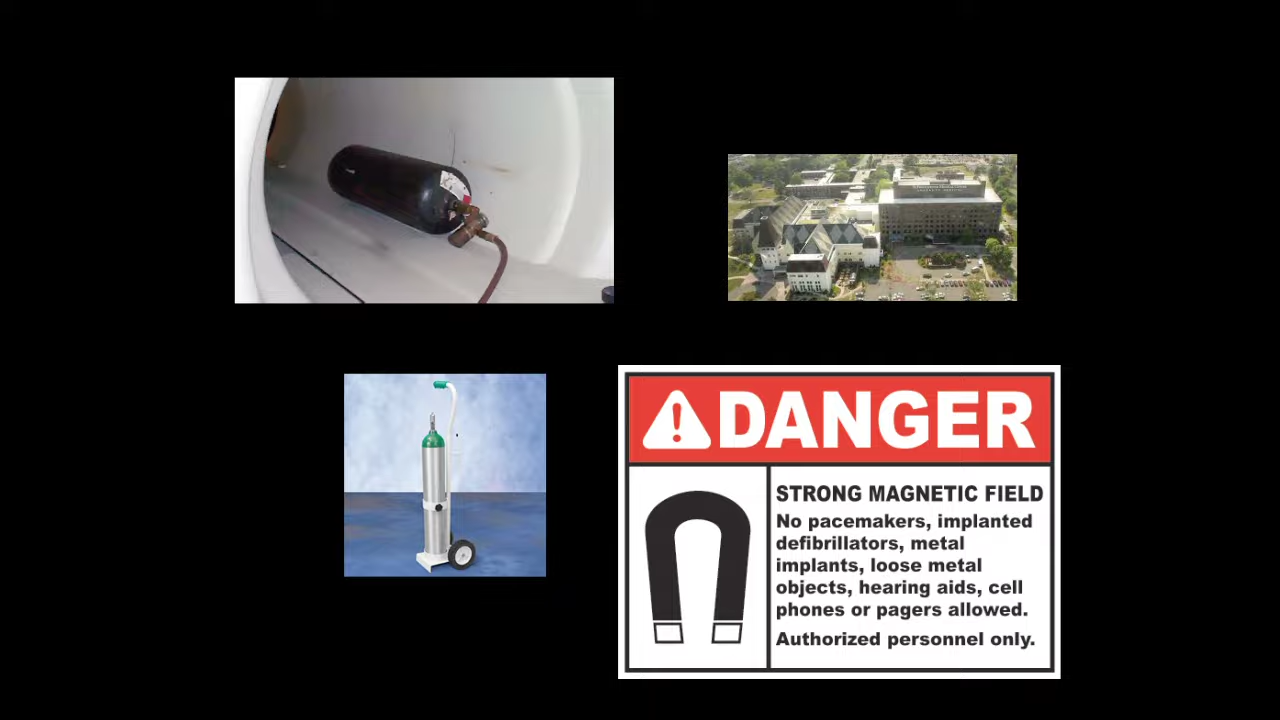 DANGER
STRONG MAGNETIC FIELD
No pacemakers, implanted
defibrillators, metal
implants, loose metal
objects, hearing aids, cell
phones or pagers allowed.
Authorized personnel only.